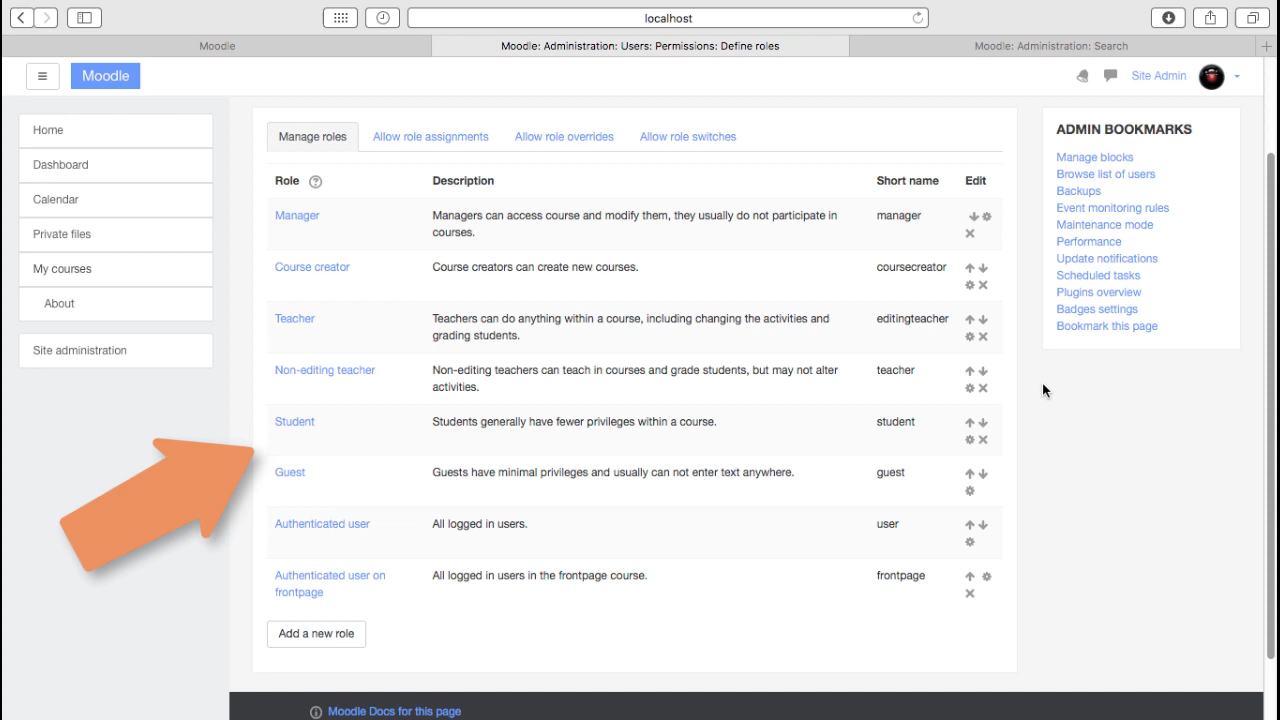 localhost
Moodle
Moodle: Administration: Users: Permissions: Define roles
Moodle: Administration: Search
Moodle
Site Admin
Home
Dashboard
Calendar
Private files
My courses
About
Site administration
Manage roles
Allow role assignments
Allow role overrides
Allow role switches
Role
Description
Short name
Edit
Manager
Managers can access course and modify them, they usually do not participate in
courses.
manager
Course creator
Course creators can create new courses.
coursecreator
Teacher
Teachers can do anything within a course, including changing the activities and
grading students.
editingteacher
Non-editing teacher
Non-editing teachers can teach in courses and grade students, but may not alter
activities.
teacher
Student
Students generally have fewer privileges within a course.
student
Guest
Guests have minimal privileges and usually can not enter text anywhere.
guest
Authenticated user
All logged in users.
user
Authenticated user on
frontpage
All logged in users in the frontpage course.
frontpage
Add a new role
ADMIN BOOKMARKS
Manage blocks
Browse list of users
Backups
Event monitoring rules
Maintenance mode
Performance
Update notifications
Scheduled tasks
Plugins overview
Badges settings
Bookmark this page
Moodle Docs for this page